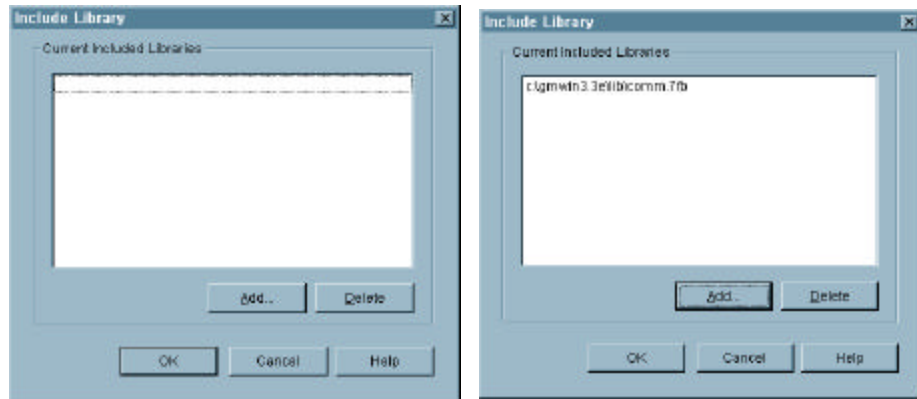 Include Library
Current Included Libraries
Add...
Delete
OK
Cancel
Help
Include Library
Current Included Libraries
c:\gmwin3.3e\lib\comm.7fb
Add...
Delete
OK
Cancel
Help